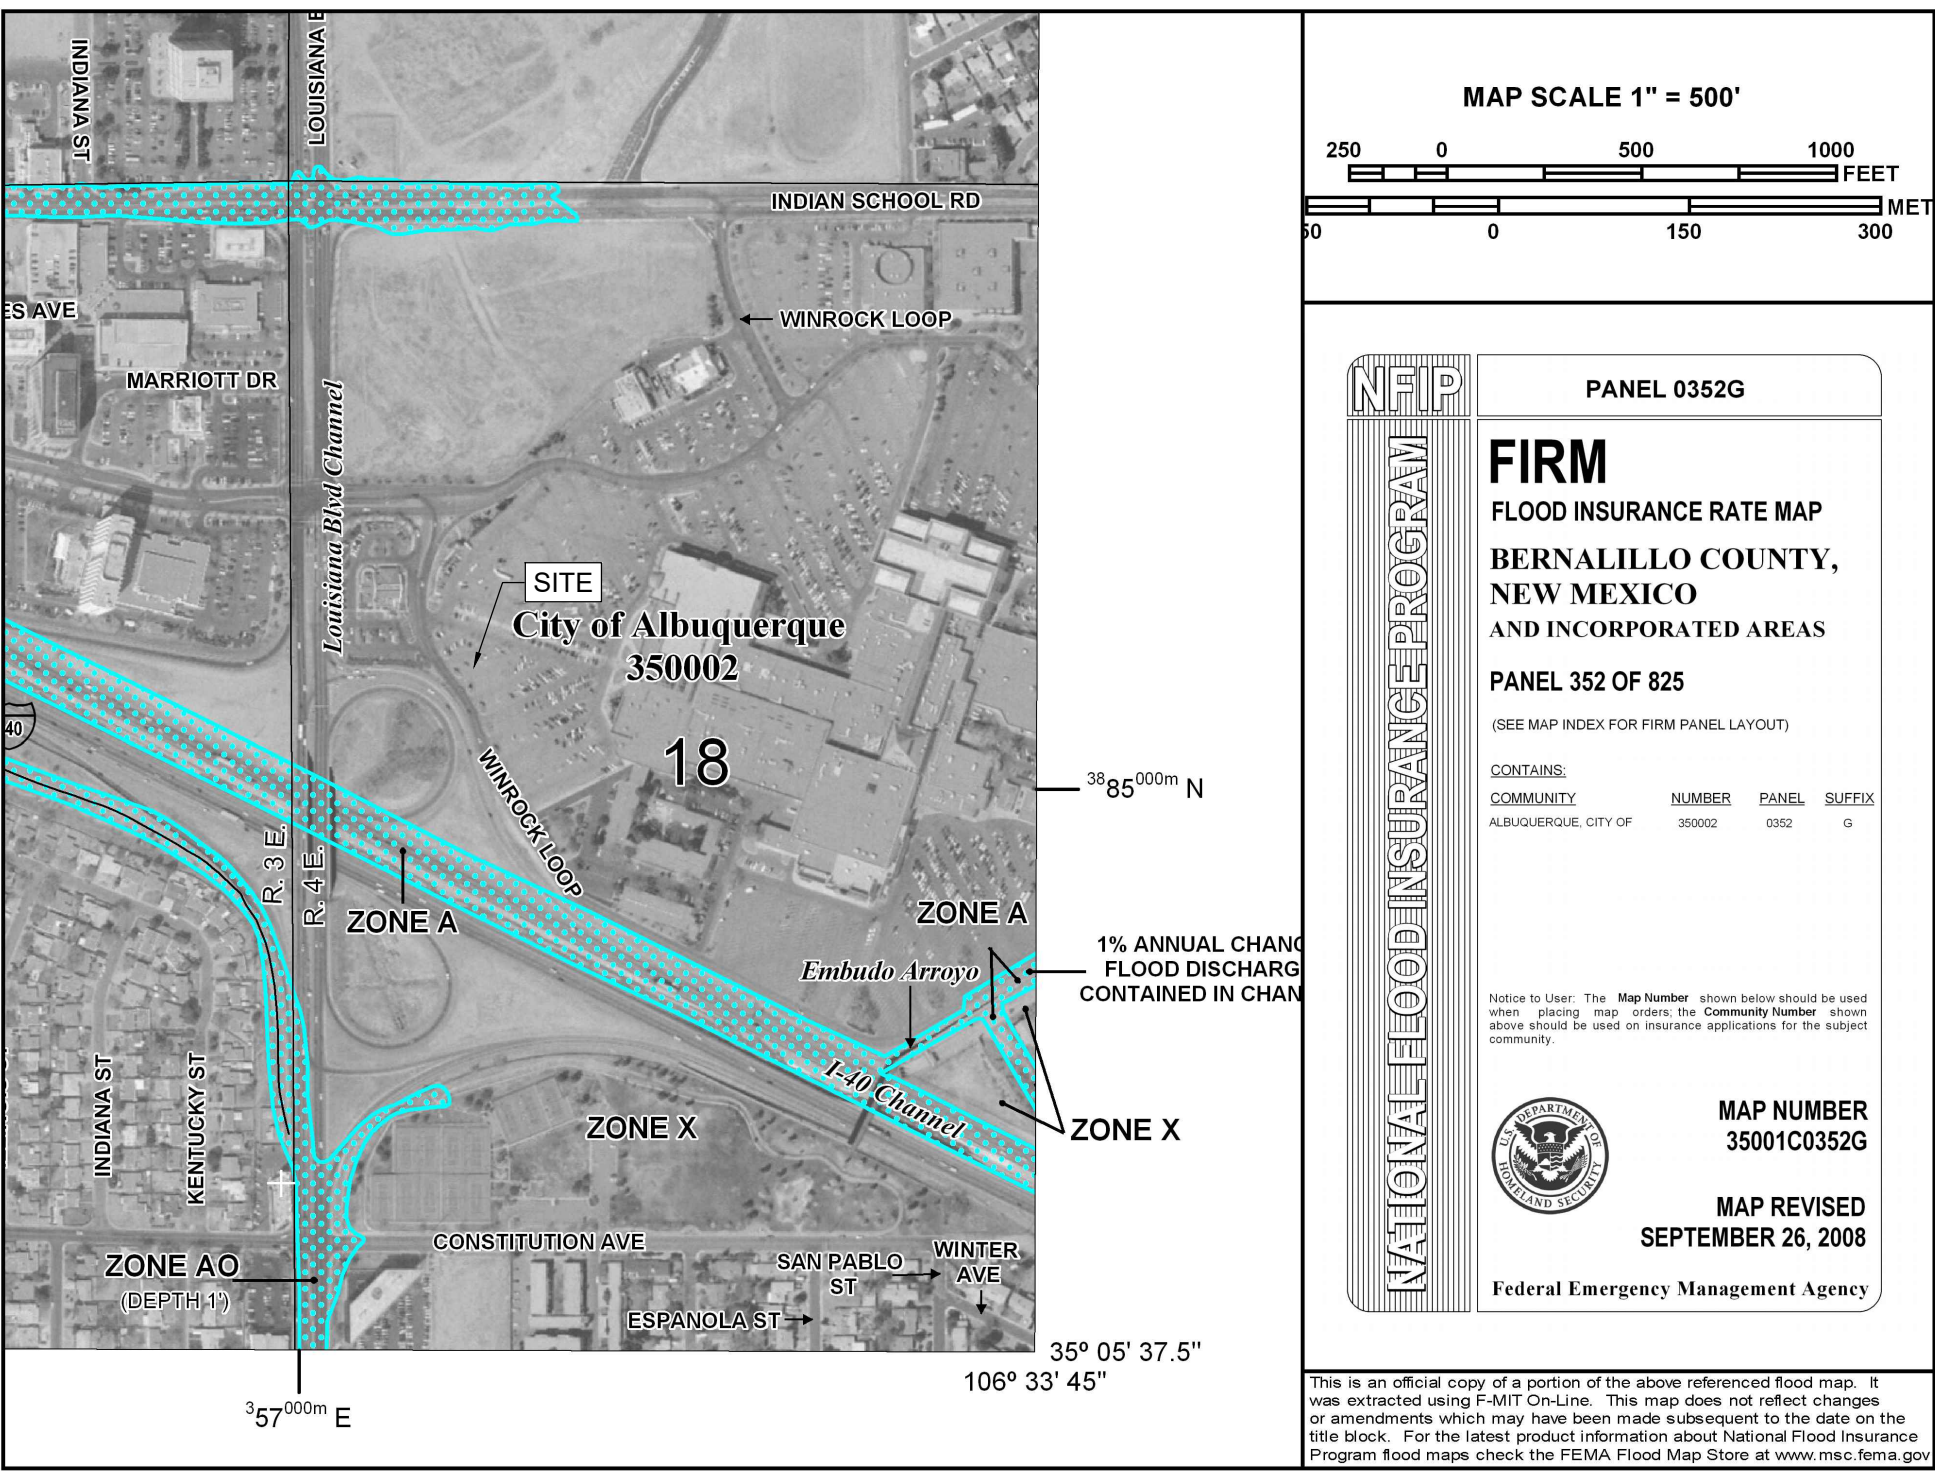 INDIANA ST
LOUISIANA B
INDIAN SCHOOL RD
ES AVE
WINROCK LOOP
MARRIOTT DR
Louisiana Blvd Channel
SITE
City of Albuquerque
350002
40
18
WINROCK LOOP
3885000m N
R. 3 E.
R. 4 E.
ZONE A
ZONE A
1% ANNUAL CHANC
FLOOD DISCHARG
CONTAINED IN CHAN
Embudo Arroyo
I-40 Channel
INDIANA ST
KENTUCKY ST
ZONE X
ZONE X
CONSTITUTION AVE
ZONE AO
(DEPTH 1')
SAN PABLO
ST
WINTER
AVE
ESPANOLA ST
35º 05' 37.5"
106º 33' 45"
357000m E
MAP SCALE 1" = 500'
250 0 500 1000
FEET
MET
50 0 150 300
NFIP
NATIONAL FLOOD INSURANCE PROGRAM
PANEL 0352G
FIRM
FLOOD INSURANCE RATE MAP
BERNALILLO COUNTY,
NEW MEXICO
AND INCORPORATED AREAS
PANEL 352 OF 825
(SEE MAP INDEX FOR FIRM PANEL LAYOUT)
CONTAINS:
COMMUNITY NUMBER PANEL SUFFIX
ALBUQUERQUE, CITY OF 350002 0352 G
Notice to User: The Map Number shown below should be used
when placing map orders; the Community Number shown
above should be used on insurance applications for the subject
community.
U.S. DEPARTMENT OF HOMELAND SECURITY
MAP NUMBER
35001C0352G
MAP REVISED
SEPTEMBER 26, 2008
Federal Emergency Management Agency
This is an official copy of a portion of the above referenced flood map. It
was extracted using F-MIT On-Line. This map does not reflect changes
or amendments which may have been made subsequent to the date on the
title block. For the latest product information about National Flood Insurance
Program flood maps check the FEMA Flood Map Store at www.msc.fema.gov